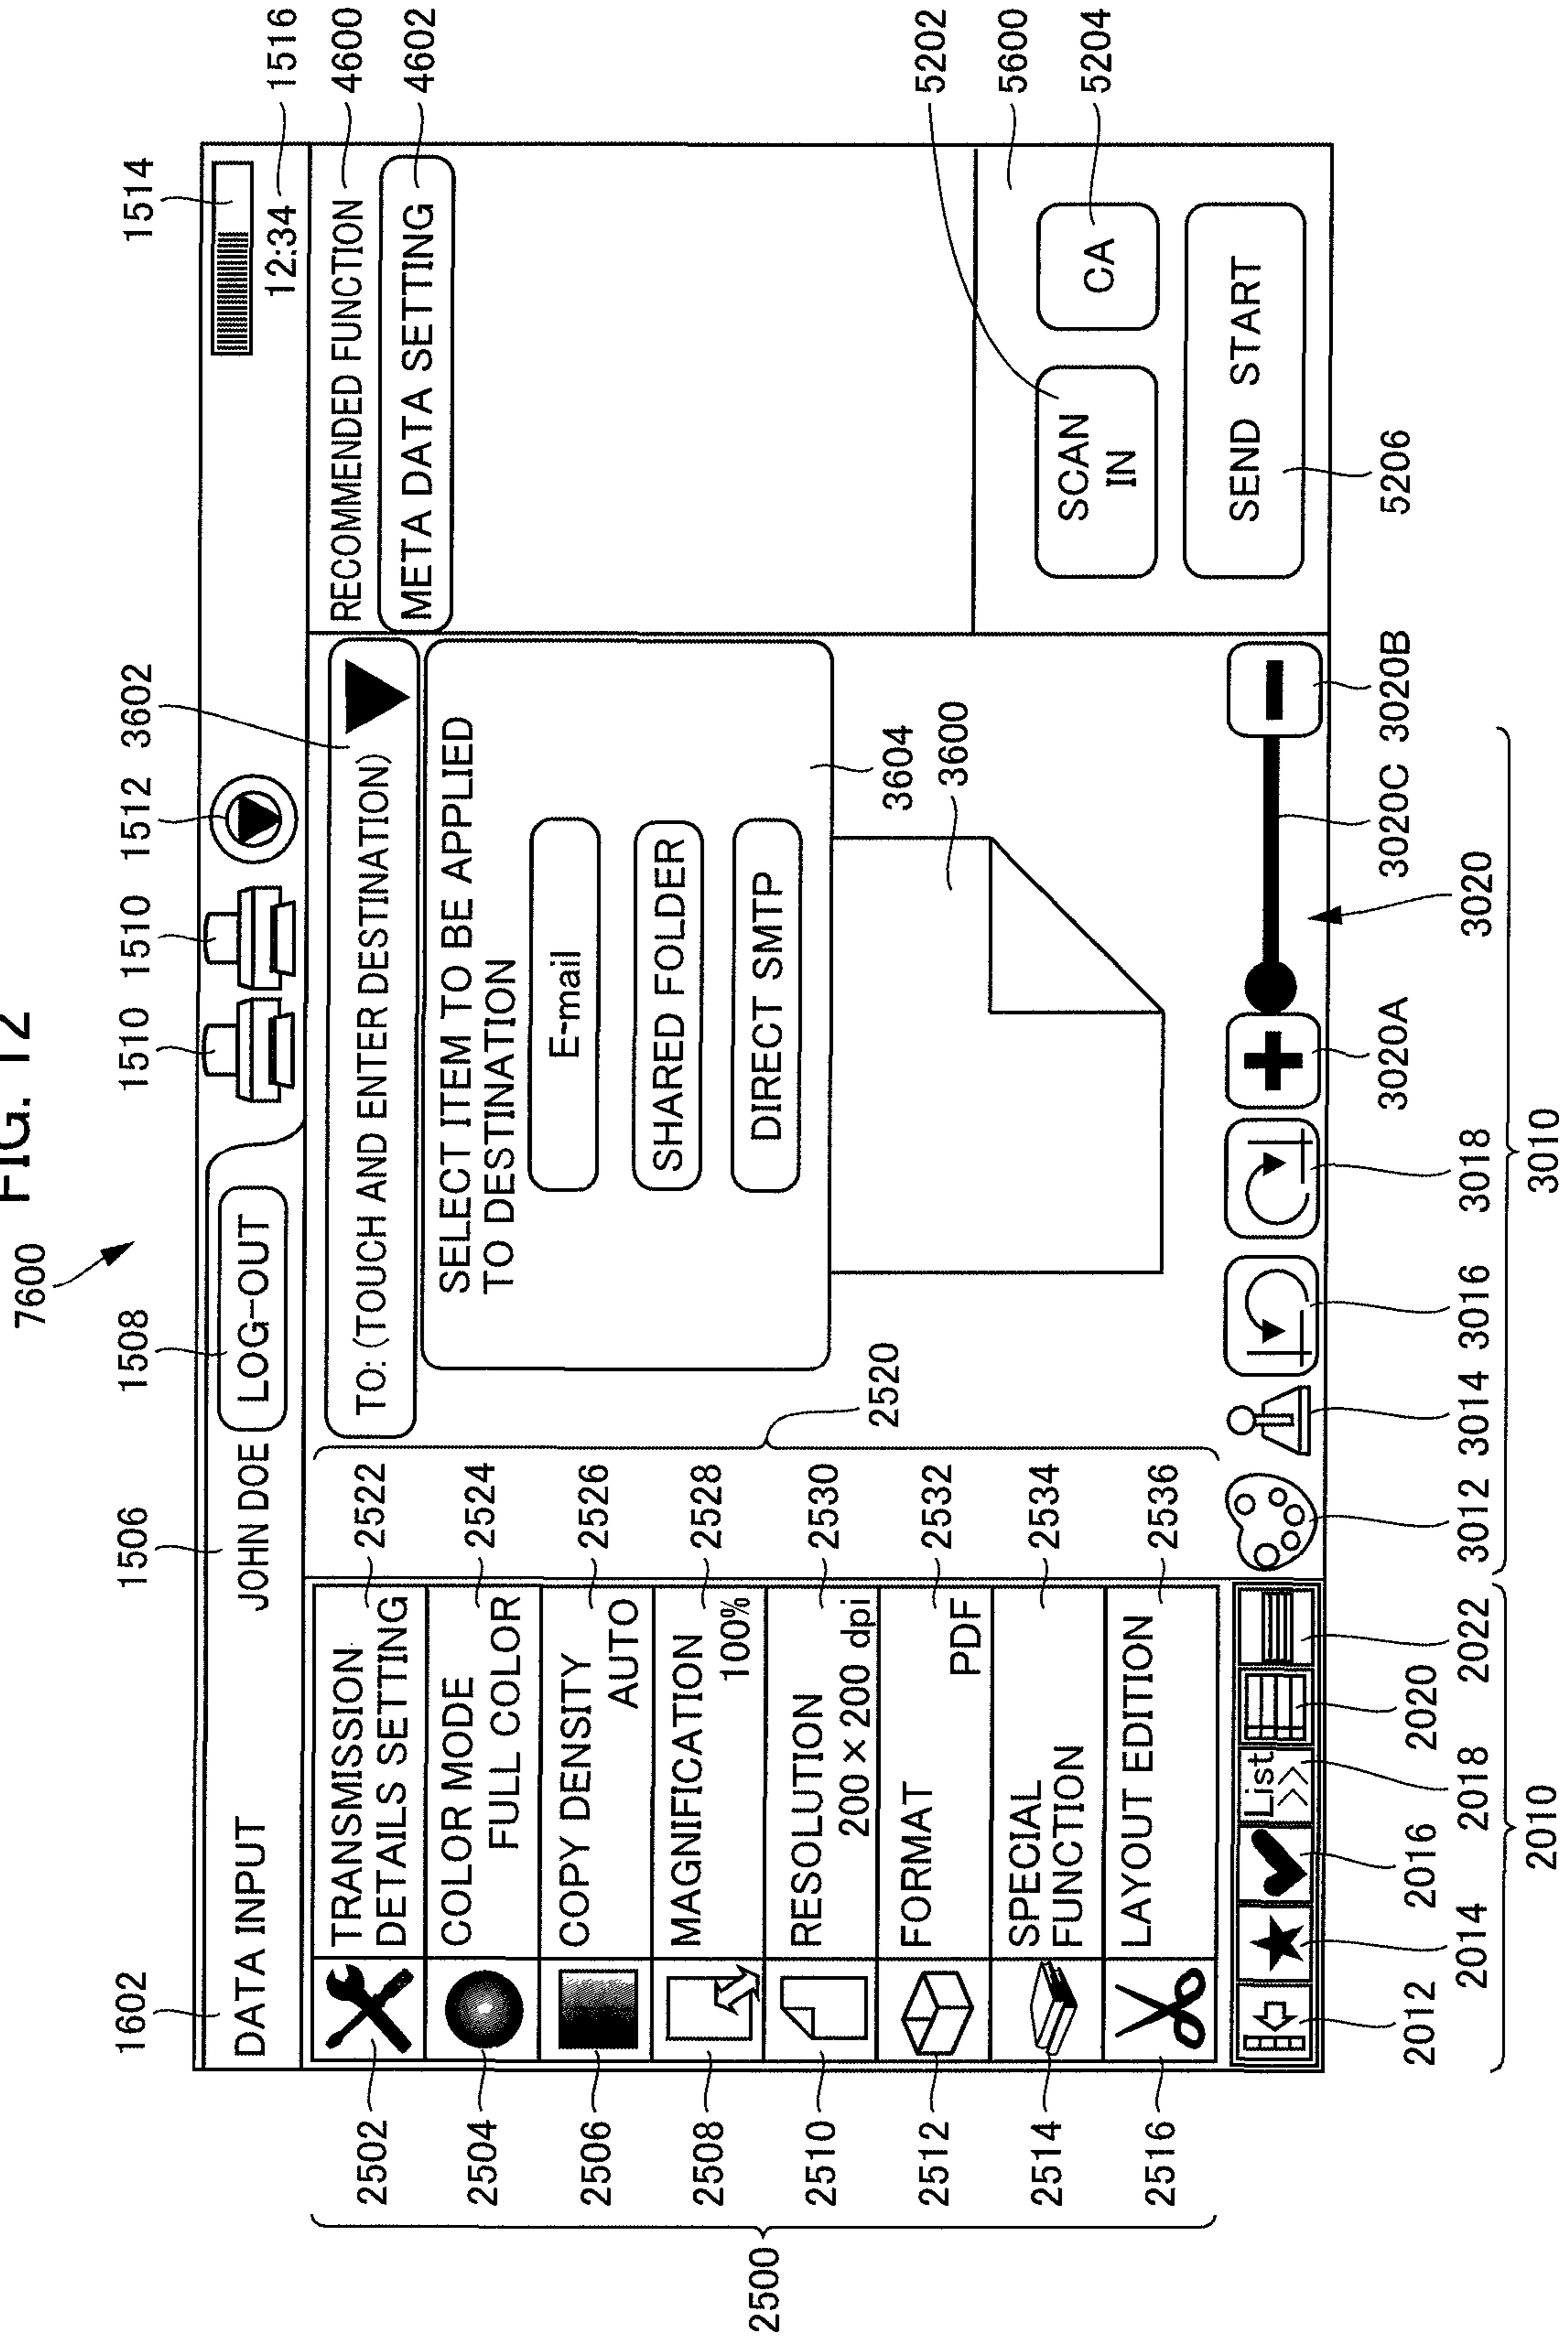 FIG. 12
7600
1602
1506
1508
1510
1510
1512
3602
1514
1516
DATA INPUT
JOHN DOE
LOG-OUT
12:34
2500
2502
TRANSMISSION
DETAILS SETTING
2522
2504
COLOR MODE
FULL COLOR
2524
2506
COPY DENSITY
AUTO
2526
2508
MAGNIFICATION
100%
2528
2510
RESOLUTION
200 × 200 dpi
2530
2512
FORMAT
PDF
2532
2514
SPECIAL
FUNCTION
2534
2516
LAYOUT EDITION
2536
2520
TO: (TOUCH AND ENTER DESTINATION)
SELECT ITEM TO BE APPLIED
TO DESTINATION
E-mail
SHARED FOLDER
DIRECT SMTP
3604
3600
RECOMMENDED FUNCTION
4600
META DATA SETTING
4602
5202
5600
SCAN
IN
CA
5204
SEND START
5206
List
2012
2014
2016
2018
2020
2022
2010
3012
3014
3016
3018
3020A
3020C
3020B
3020
3010